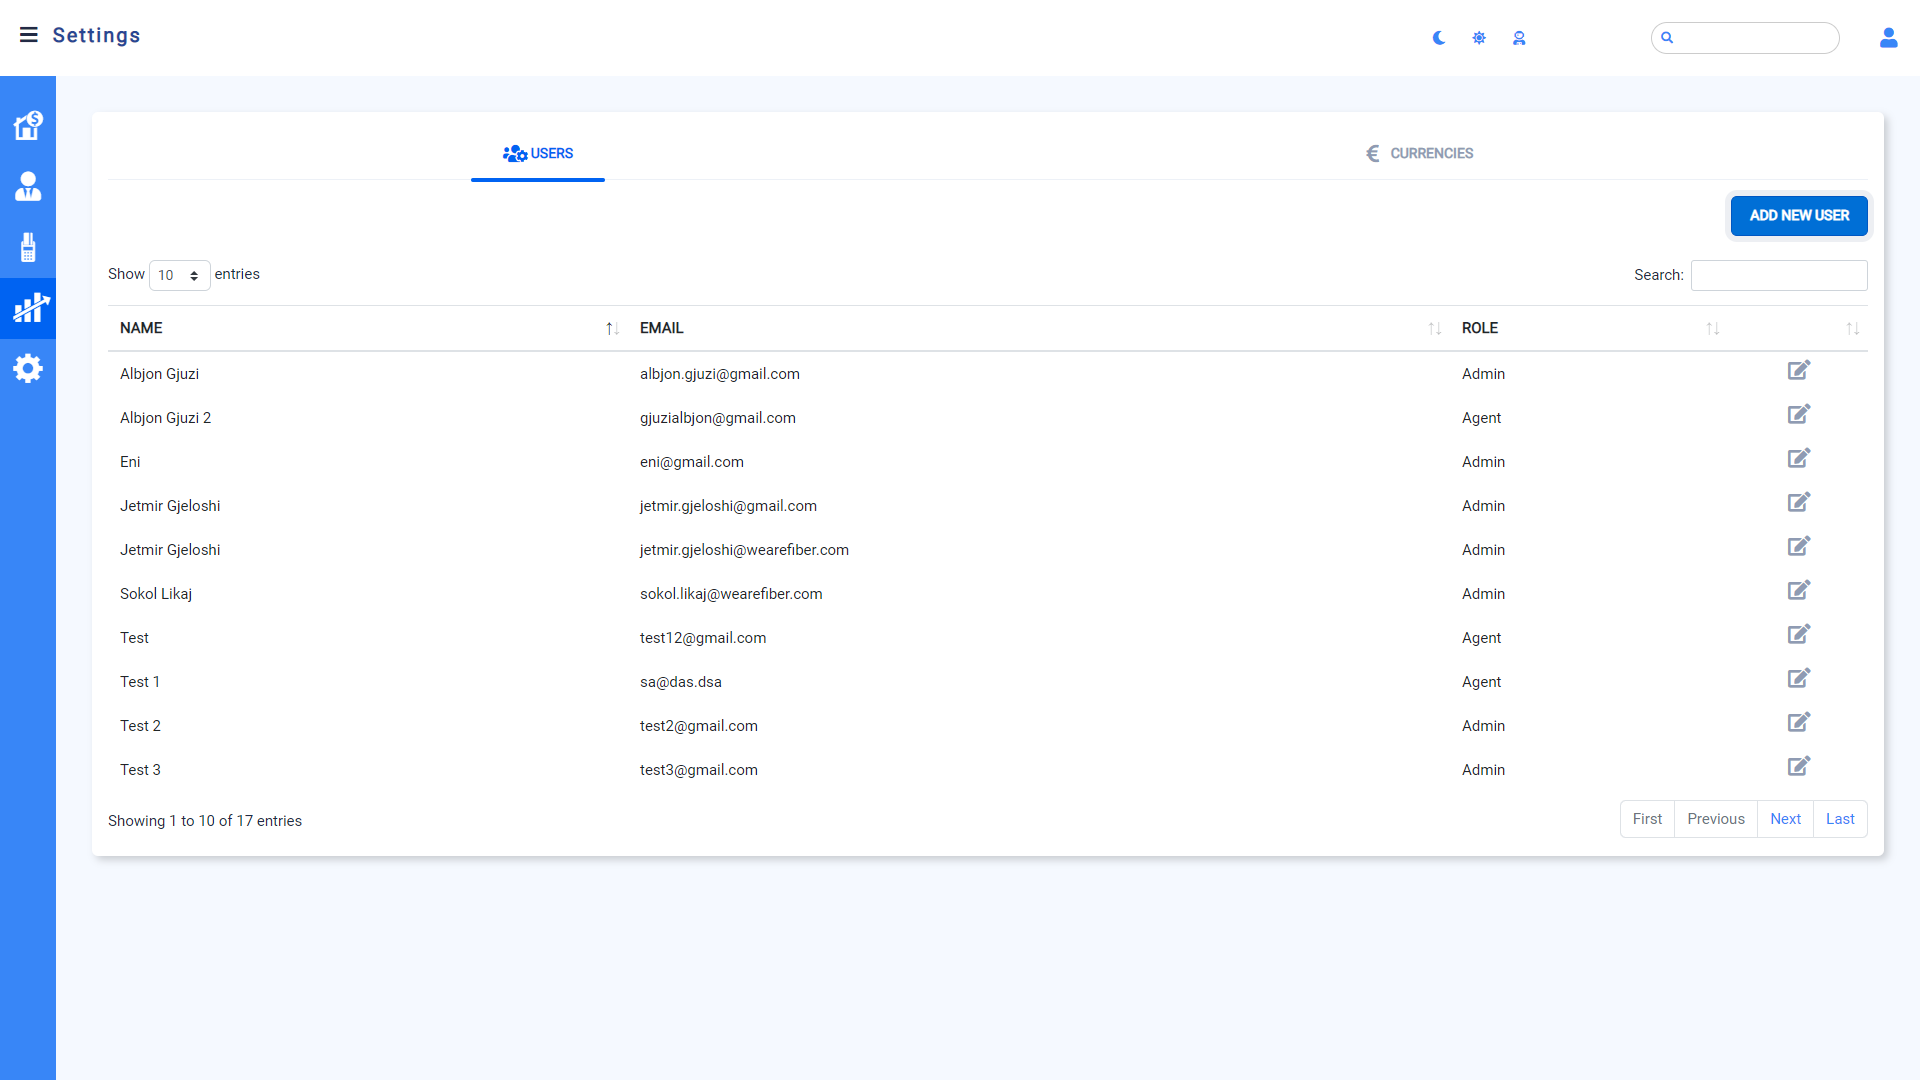 Settings
USERS
€ CURRENCIES
ADD NEW USER
Show 10 entries
Search:
NAME EMAIL ROLE
Albjon Gjuzi albjon.gjuzi@gmail.com Admin
Albjon Gjuzi 2 gjuzialbjon@gmail.com Agent
Eni eni@gmail.com Admin
Jetmir Gjeloshi jetmir.gjeloshi@gmail.com Admin
Jetmir Gjeloshi jetmir.gjeloshi@wearefiber.com Admin
Sokol Likaj sokol.likaj@wearefiber.com Admin
Test test12@gmail.com Agent
Test 1 sa@das.dsa Agent
Test 2 test2@gmail.com Admin
Test 3 test3@gmail.com Admin
Showing 1 to 10 of 17 entries
First Previous Next Last